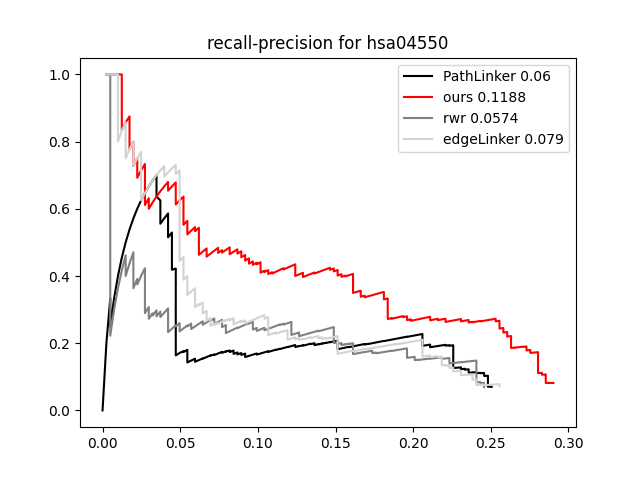 recall-precision for hsa04550
PathLinker 0.06
ours 0.1188
rwr 0.0574
edgeLinker 0.079
1.0
0.8
0.6
0.4
0.2
0.0
0.00 0.05 0.10 0.15 0.20 0.25 0.30